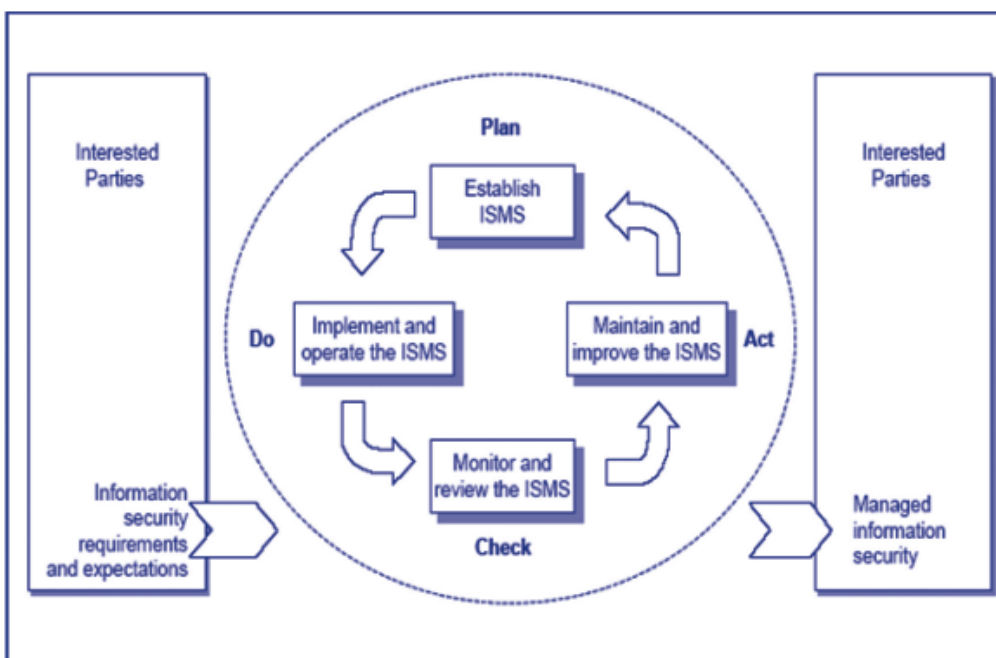 Interested
Parties
Information
security
requirements
and expectations
Plan
Establish
ISMS
Do
Implement and
operate the ISMS
Maintain and
improve the ISMS
Act
Monitor and
review the ISMS
Check
Interested
Parties
Managed
information
security